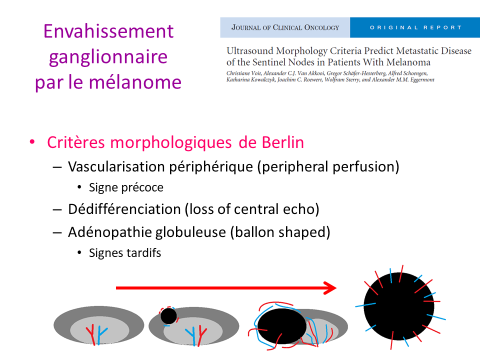 Envahissement
ganglionnaire
par le mélanome
JOURNAL OF CLINICAL ONCOLOGY
ORIGINAL REPORT
Ultrasound Morphology Criteria Predict Metastatic Disease
of the Sentinel Nodes in Patients With Melanoma
Christiane Voit, Alexander C.J. Van Akkooi, Gregor Schäfer-Hesterberg, Alfred Schoengen,
Katharina Kowalczyk, Joachim C. Roewert, Wolfram Sterry, and Alexander M.M. Eggermont
• Critères morphologiques de Berlin
– Vascularisation périphérique (peripheral perfusion)
• Signe précoce
– Dédifférenciation (loss of central echo)
– Adénopathie globuleuse (ballon shaped)
• Signes tardifs